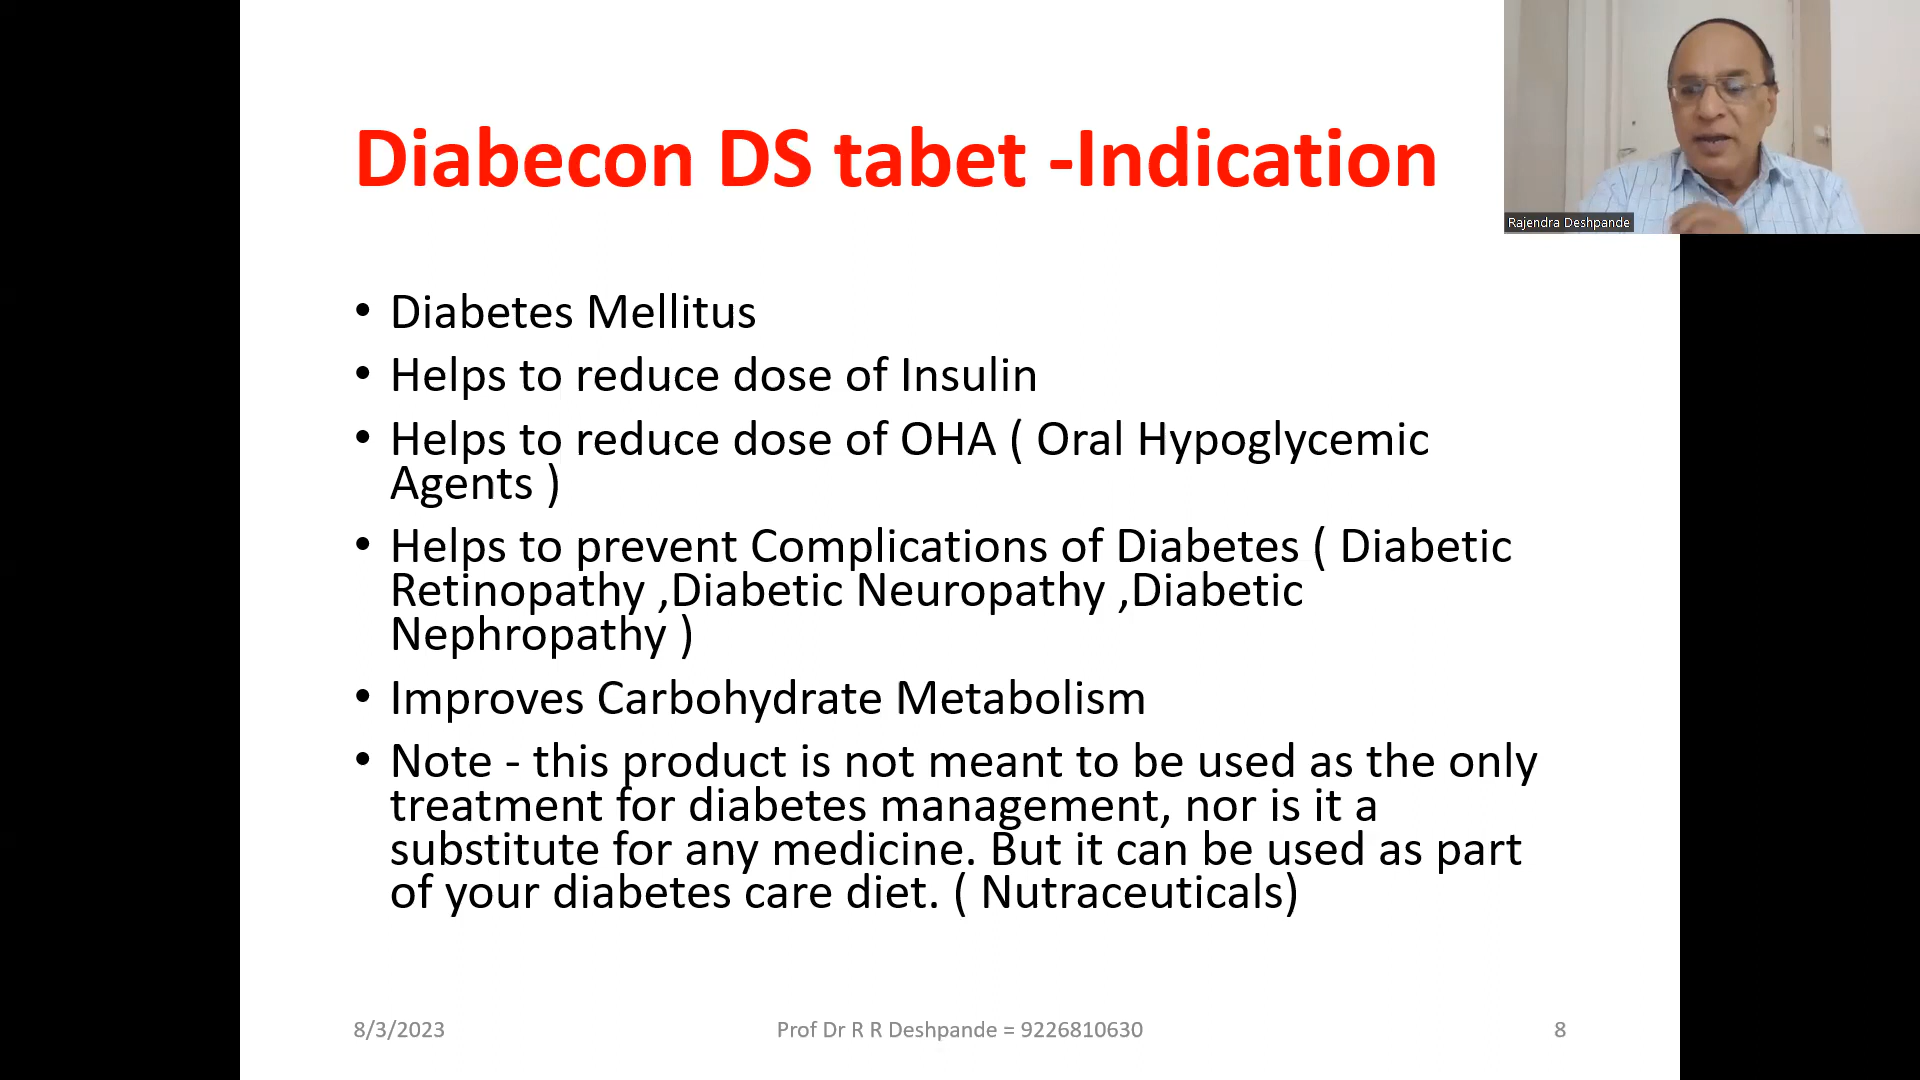 Diabecon DS tabet -Indication
Rajendra Deshpande
• Diabetes Mellitus
• Helps to reduce dose of Insulin
• Helps to reduce dose of OHA ( Oral Hypoglycemic
Agents )
• Helps to prevent Complications of Diabetes ( Diabetic
Retinopathy ,Diabetic Neuropathy ,Diabetic
Nephropathy )
• Improves Carbohydrate Metabolism
• Note - this product is not meant to be used as the only
treatment for diabetes management, nor is it a
substitute for any medicine. But it can be used as part
of your diabetes care diet. ( Nutraceuticals)
8/3/2023
Prof Dr R R Deshpande = 9226810630
8